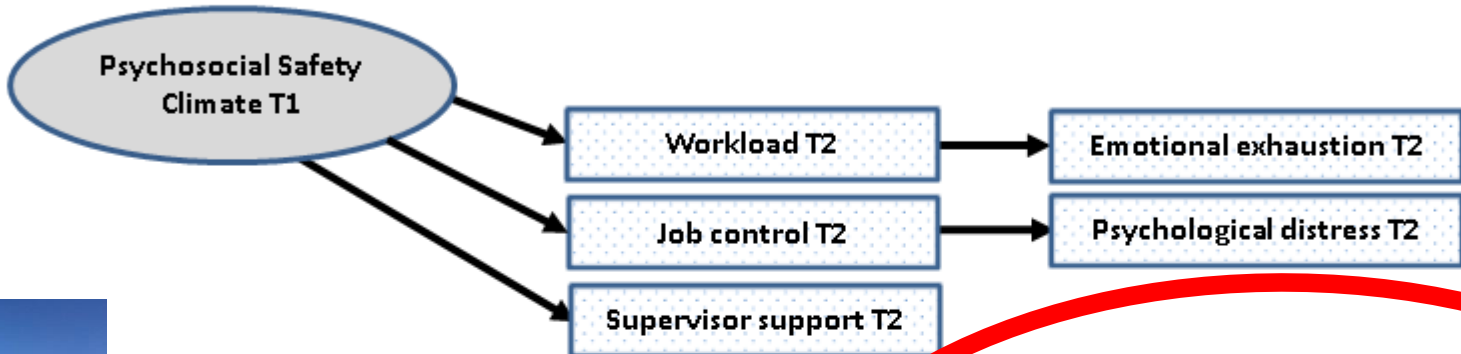 Psychosocial Safety
Climate T1
Workload T2
Emotional exhaustion T2
Job control T2
Psychological distress T2
Supervisor support T2